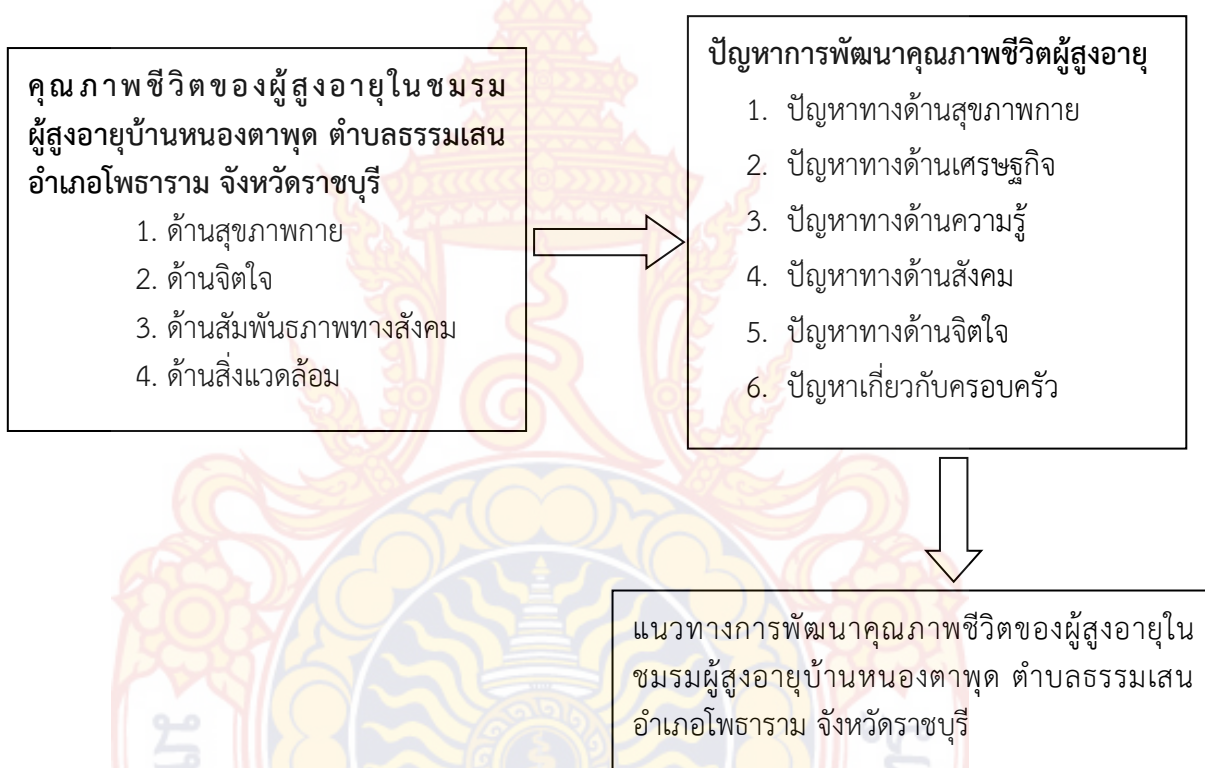 คุณภาพชีวิตของผู้สูงอายุในชมรม
ผู้สูงอายุบ้านหนองตาพุด ตำบลธรรมเสน
อำเภอโพธาราม จังหวัดราชบุรี
1. ด้านสุขภาพกาย
2. ด้านจิตใจ
3. ด้านสัมพันธภาพทางสังคม
4. ด้านสิ่งแวดล้อม
ปัญหาการพัฒนาคุณภาพชีวิตผู้สูงอายุ
1. ปัญหาทางด้านสุขภาพกาย
2. ปัญหาทางด้านเศรษฐกิจ
3. ปัญหาทางด้านความรู้
4. ปัญหาทางด้านสังคม
5. ปัญหาทางด้านจิตใจ
6. ปัญหาเกี่ยวกับครอบครัว
แนวทางการพัฒนาคุณภาพชีวิตของผู้สูงอายุใน
ชมรมผู้สูงอายุบ้านหนองตาพุด ตำบลธรรมเสน
อำเภอโพธาราม จังหวัดราชบุรี